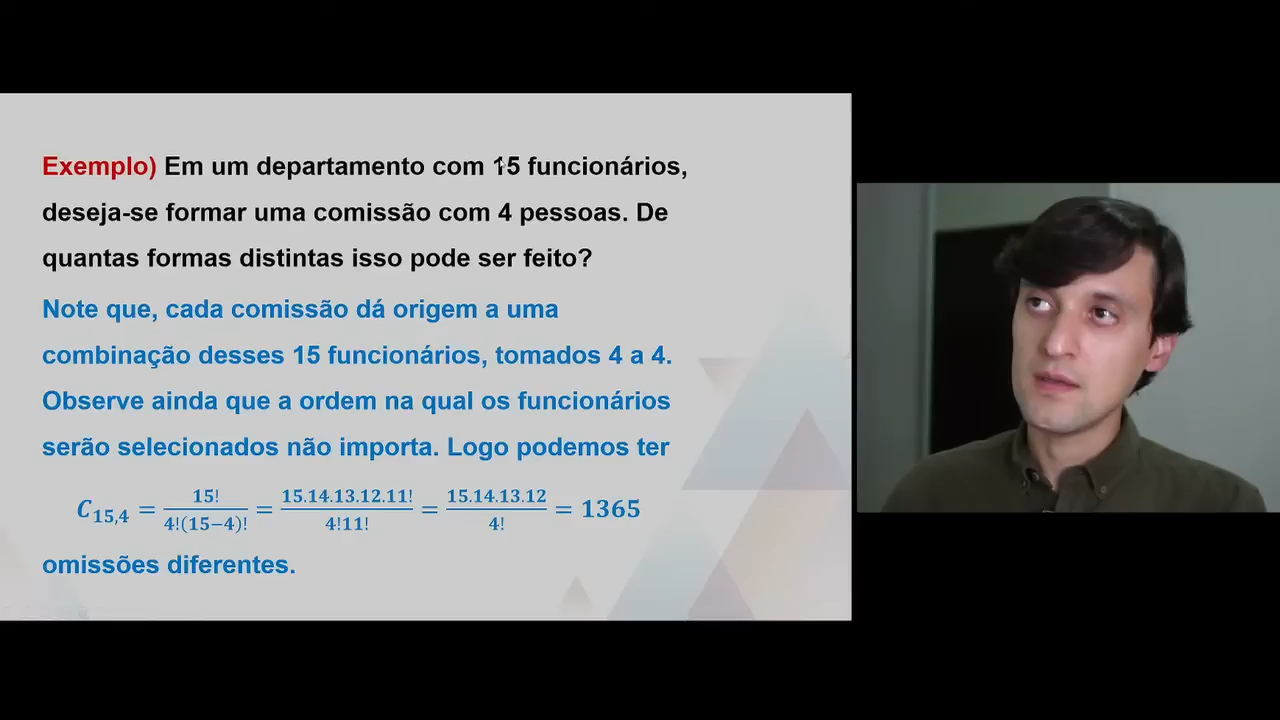 Exemplo) Em um departamento com 15 funcionários,
deseja-se formar uma comissão com 4 pessoas. De
quantas formas distintas isso pode ser feito?
Note que, cada comissão dá origem a uma
combinação desses 15 funcionários, tomados 4 a 4.
Observe ainda que a ordem na qual os funcionários
serão selecionados não importa. Logo podemos ter
C₁₅,₄ = 15!/4!(15−4)! = 15.14.13.12.11!/4!11! = 15.14.13.12/4! = 1365
omissões diferentes.